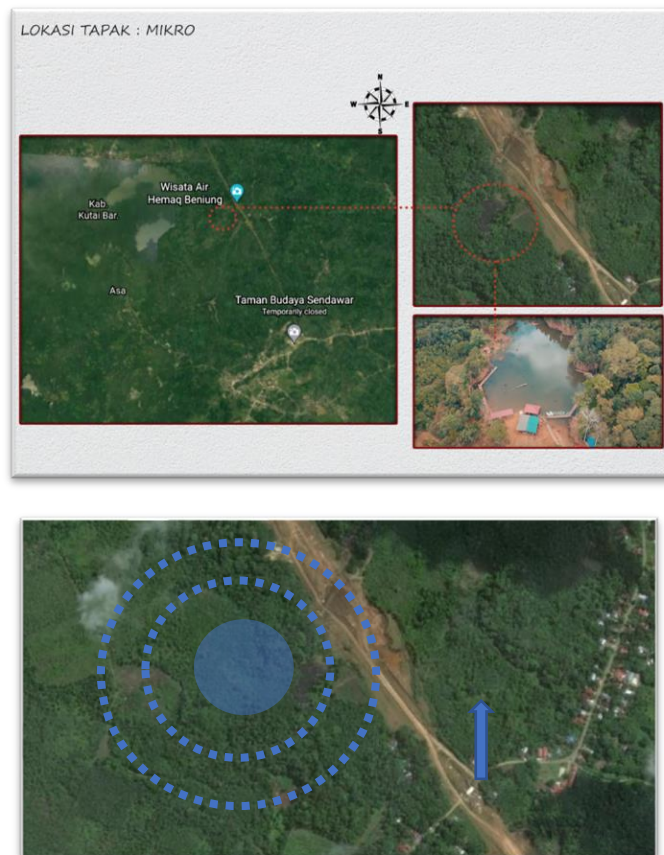 LOKASI TAPAK : MIKRO
N
W
E
S
Wisata Air
Hemaq Beniung
Kab.
Kutai Bar.
Asa
Taman Budaya Sendawar
Temporarily closed